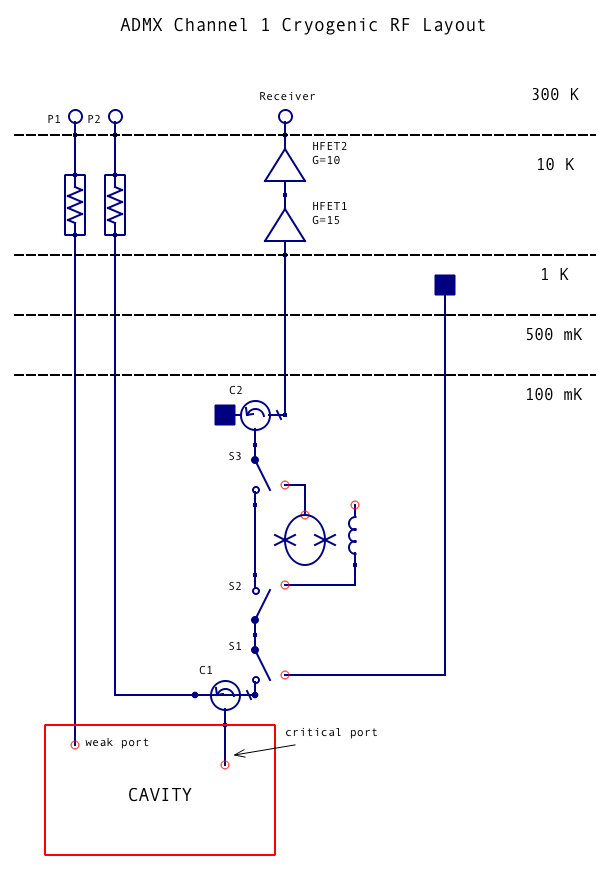 ADMX Channel 1 Cryogenic RF Layout
300 K
Receiver
P1 P2
HFET2
G=10
10 K
HFET1
G=15
1 K
500 mK
100 mK
C2
S3
S2
S1
C1
critical port
weak port
CAVITY